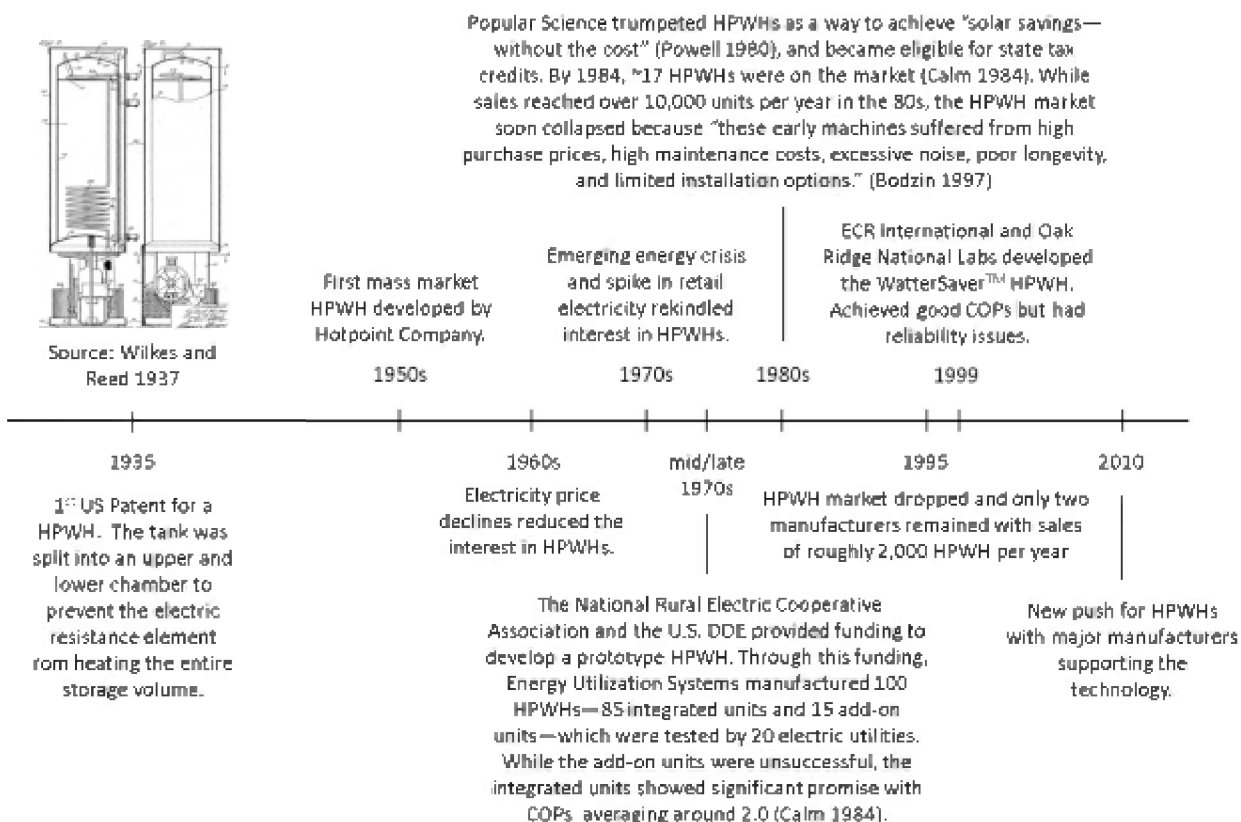 Popular Science trumpeted HPWHs as a way to achieve “solar savings—
without the cost” (Powell 1980), and became eligible for state tax
credits. By 1984, ~17 HPWHs were on the market (Calm 1984). While
sales reached over 10,000 units per year in the 80s, the HPWH market
soon collapsed because “these early machines suffered from high
purchase prices, high maintenance costs, excessive noise, poor longevity,
and limited installation options.” (Bodzin 1997)
Source: Wilkes and
Reed 1937
First mass market
HPWH developed by
Hotpoint Company.
1950s
Emerging energy crisis
and spike in retail
electricity rekindled
interest in HPWHs.
1970s
1980s
ECR International and Oak
Ridge National Labs developed
the WatterSaver™ HPWH.
Achieved good COPs but had
reliability issues.
1999
1935
1st US Patent for a
HPWH. The tank was
split into an upper and
lower chamber to
prevent the electric
resistance element
rom heating the entire
storage volume.
1960s
Electricity price
declines reduced the
interest in HPWHs.
mid/late
1970s
The National Rural Electric Cooperative
Association and the U.S. DOE provided funding to
develop a prototype HPWH. Through this funding,
Energy Utilization Systems manufactured 100
HPWHs—85 integrated units and 15 add-on
units—which were tested by 20 electric utilities.
While the add-on units were unsuccessful, the
integrated units showed significant promise with
COPs averaging around 2.0 (Calm 1984).
1995
HPWH market dropped and only two
manufacturers remained with sales
of roughly 2,000 HPWH per year
2010
New push for HPWHs
with major manufacturers
supporting the
technology.